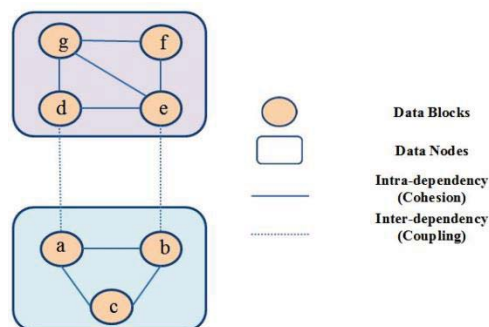 g
f
d
e
a
b
c
Data Blocks
Data Nodes
Intra-dependency
(Cohesion)
Inter-dependency
(Coupling)